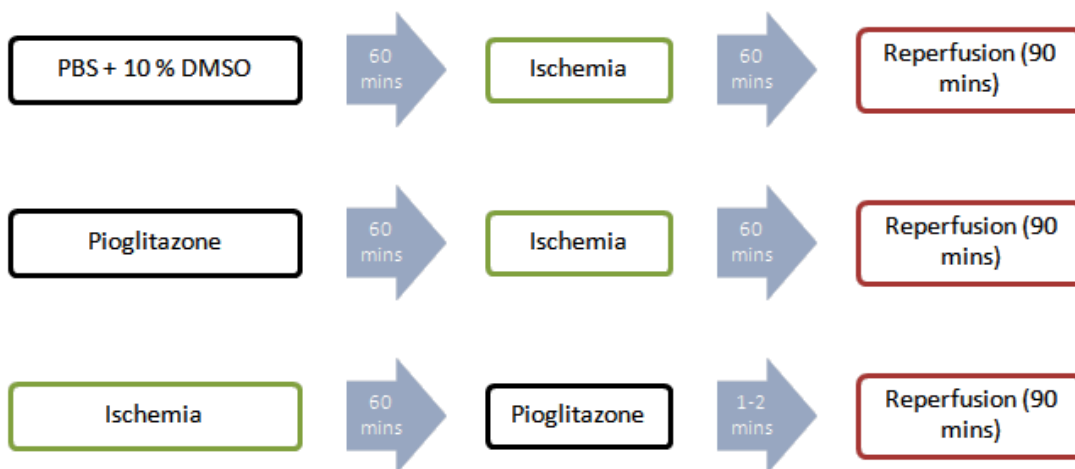 PBS + 10 % DMSO
60
mins
Ischemia
60
mins
Reperfusion (90
mins)
Pioglitazone
60
mins
Ischemia
60
mins
Reperfusion (90
mins)
Ischemia
60
mins
Pioglitazone
1-2
mins
Reperfusion (90
mins)